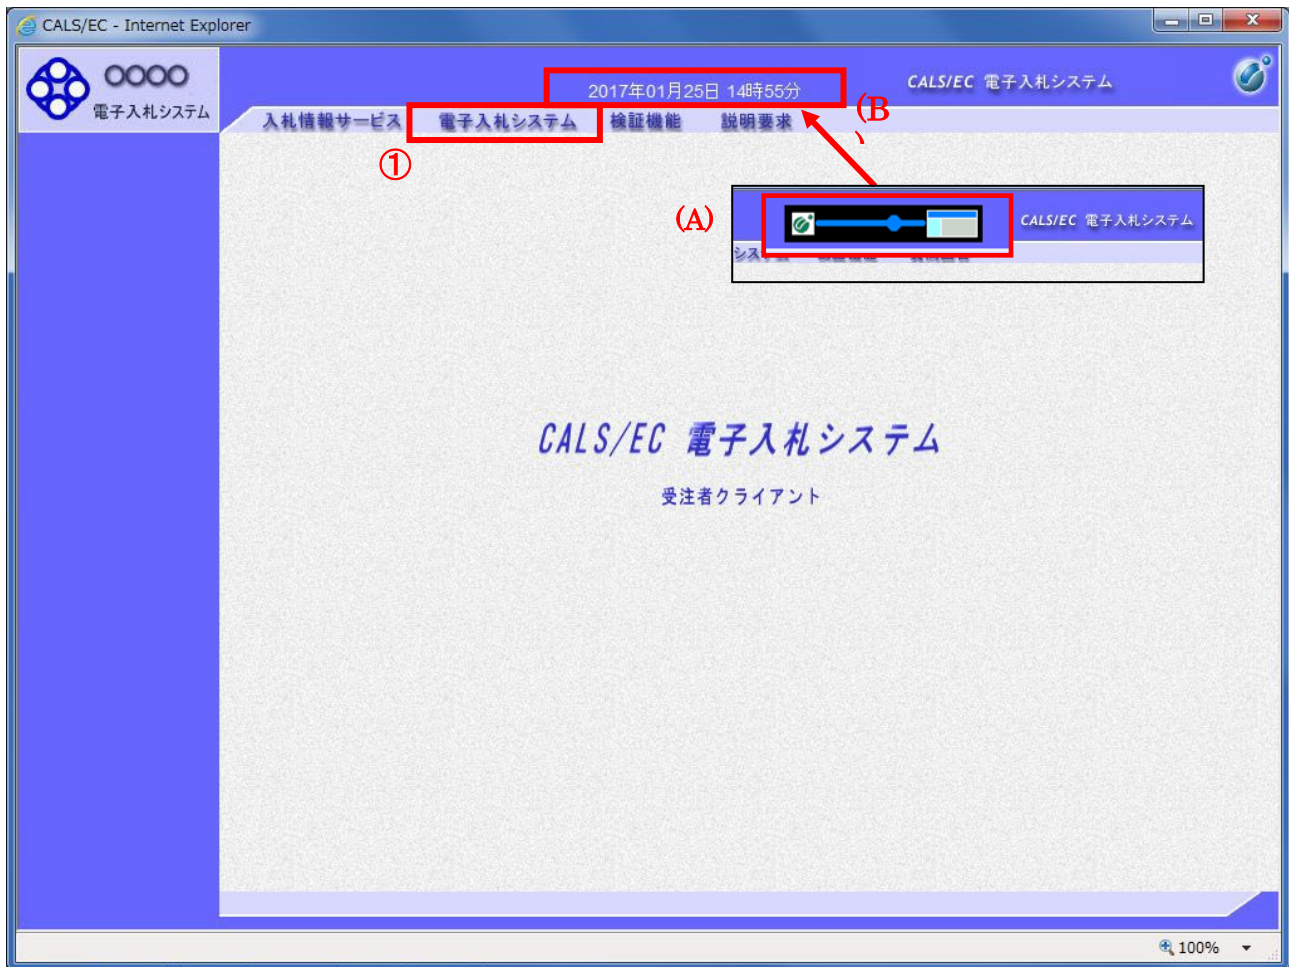 CALS/EC - Internet Explorer
〇〇〇〇
電子入札システム
2017年01月25日 14時55分
CALS/EC 電子入札システム
入札情報サービス 電子入札システム 検証機能 説明要求
(B
)
①
(A)
CALS/EC 電子入札システム
システム
CALS/EC 電子入札システム
受注者クライアント
100%